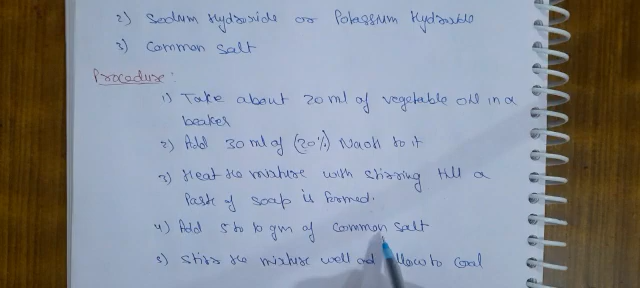 2) Sodium Hydroxide or Potassium Hydroxide
3) Common Salt
Procedure:
1) Take about 20 ml of vegetable oil in a
beaker
2) Add 30 ml of (20%) NaoH to it
3) Heat the mixture with stirring till a
Paste of soap is formed.
4) Add 5 to 10 gm of common salt
5) Stirr the mixture well ad allow to Cool